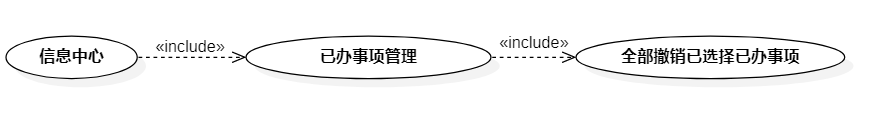 信息中心
«include»
已办事项管理
«include»
全部撤销已选择已办事项